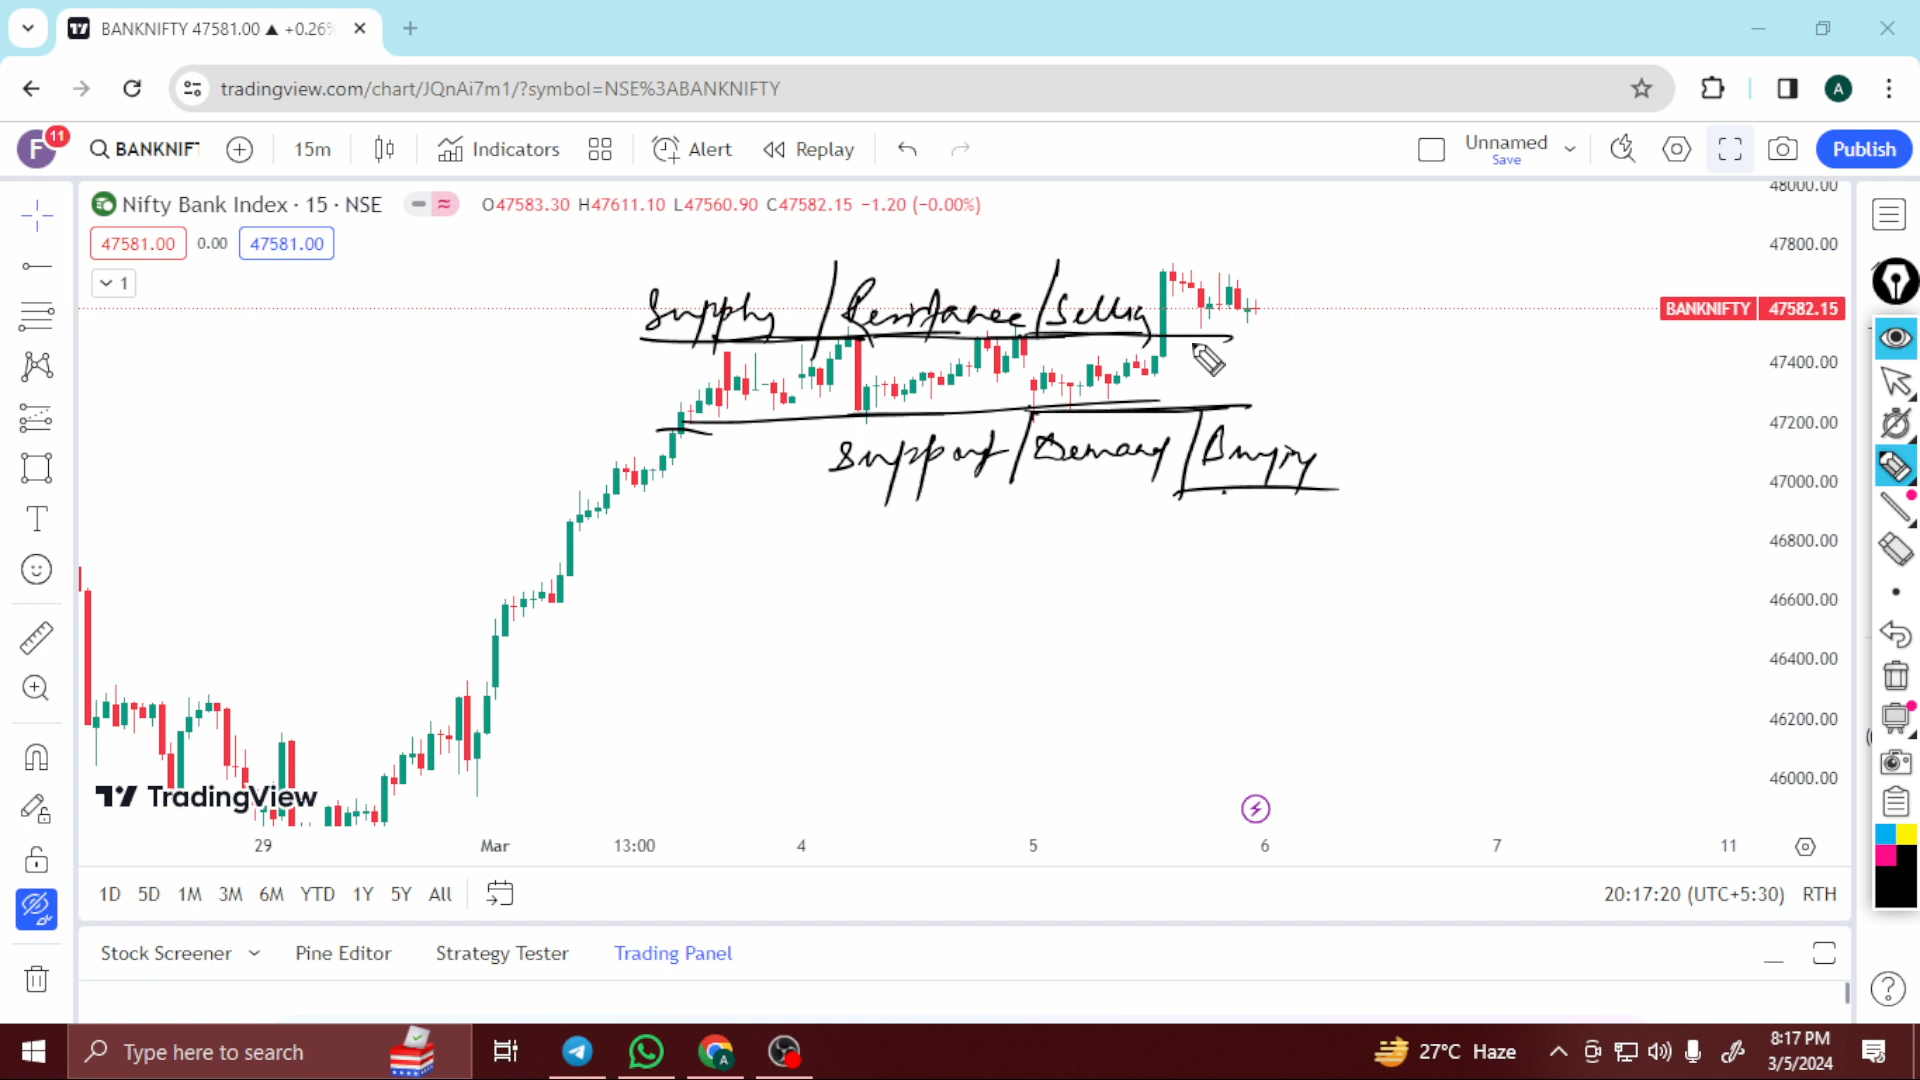 BANKNIFTY 47581.00 ▲ +0.26%
tradingview.com/chart/JQnAi7m1/?symbol=NSE%3ABANKNIFTY
A
F 11 BANKNIFT 15m Indicators Alert Replay Unnamed Save Publish
Nifty Bank Index · 15 · NSE O47583.30 H47611.10 L47560.90 C47582.15 −1.20 (−0.00%)
47581.00 0.00 47581.00
1
48000.00
47800.00
Supply / Resistance / Selling
BANKNIFTY 47582.15
47400.00
47200.00
Support / Demand / Buying
47000.00
46800.00
46600.00
46400.00
46200.00
46000.00
TradingView
29 Mar 13:00 4 5 6 7 11
1D 5D 1M 3M 6M YTD 1Y 5Y All 20:17:20 (UTC+5:30) RTH
Stock Screener Pine Editor Strategy Tester Trading Panel
Type here to search A 27°C Haze 8:17 PM
3/5/2024